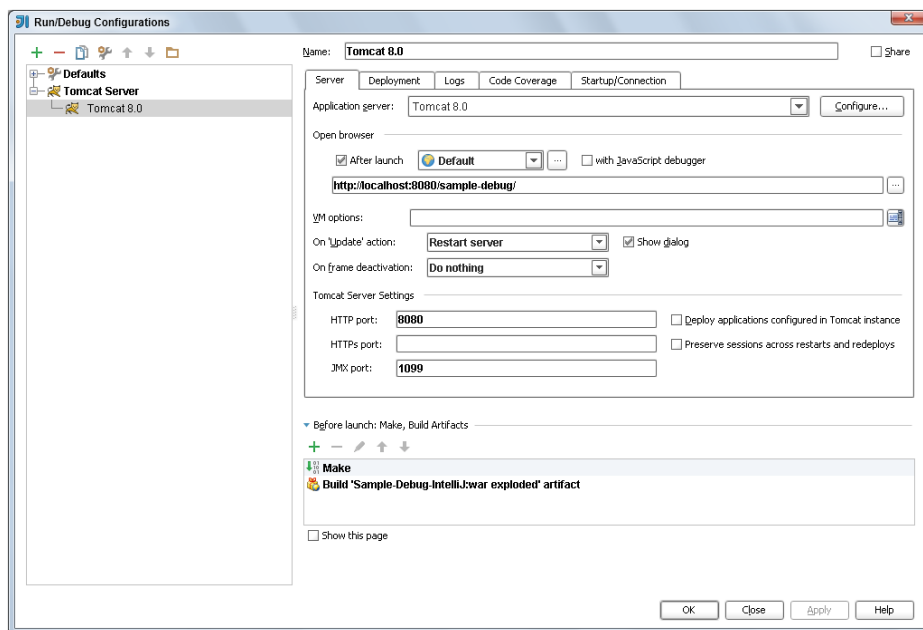 Run/Debug Configurations
Name: Tomcat 8.0 Share
Defaults
Tomcat Server
Tomcat 8.0
Server Deployment Logs Code Coverage Startup/Connection
Application server: Tomcat 8.0 Configure...
Open browser
After launch Default ... with JavaScript debugger
http://localhost:8080/sample-debug/ ...
VM options:
On 'Update' action: Restart server Show dialog
On frame deactivation: Do nothing
Tomcat Server Settings
HTTP port: 8080 Deploy applications configured in Tomcat instance
HTTPs port: Preserve sessions across restarts and redeploys
JMX port: 1099
Before launch: Make, Build Artifacts
Make
Build 'Sample-Debug-IntelliJ:war exploded' artifact
Show this page
OK Close Apply Help